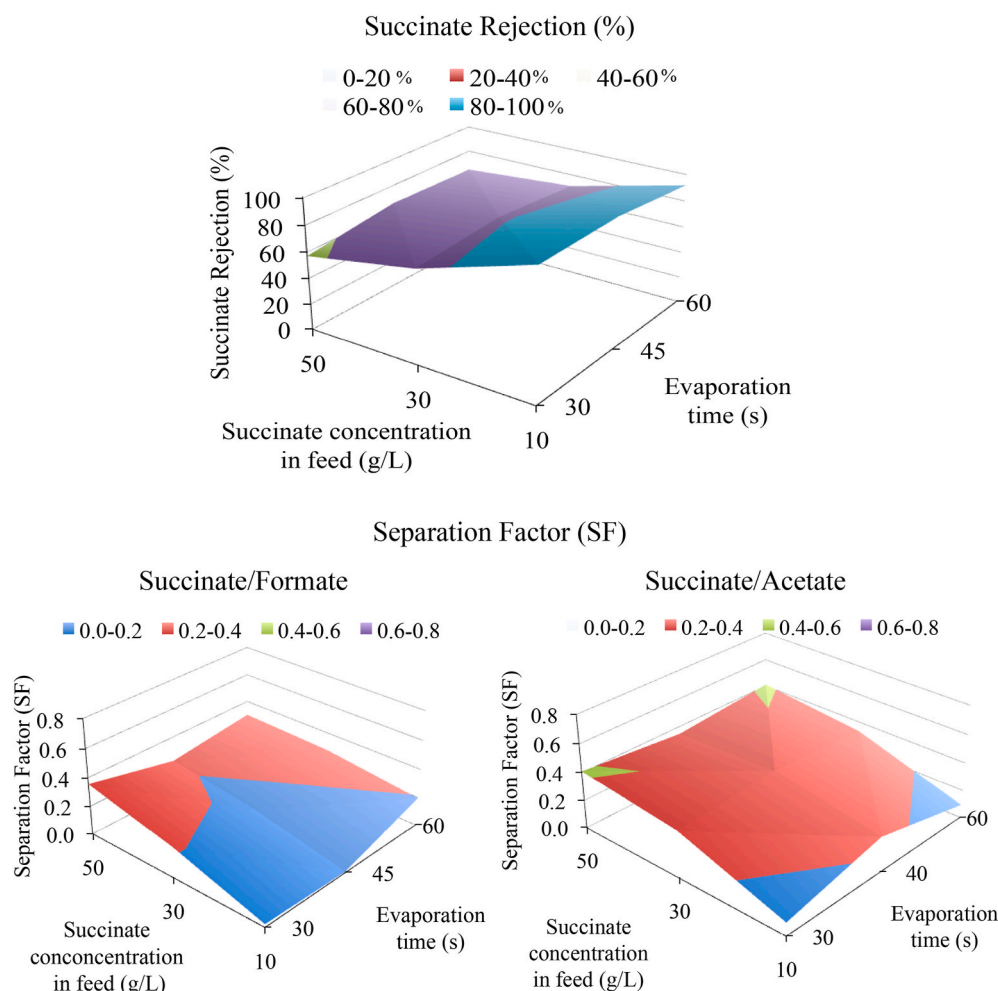 Succinate Rejection (%)
0-20 % 20-40% 40-60%
60-80% 80-100%
Succinate Rejection (%)
100
80
60
40
20
0
50
30
10
60
45
30
Evaporation
time (s)
Succinate concentration
in feed (g/L)
Separation Factor (SF)
Succinate/Formate
0.0-0.2 0.2-0.4 0.4-0.6 0.6-0.8
Separation Factor (SF)
0.8
0.6
0.4
0.2
0.0
50
30
10
60
45
30
Evaporation
time (s)
Succinate
conconcentration
in feed (g/L)
Succinate/Acetate
0.0-0.2 0.2-0.4 0.4-0.6 0.6-0.8
Separation Factor (SF)
0.8
0.6
0.4
0.2
0.0
50
30
10
60
40
30
Evaporation
time (s)
Succinate
concentration
in feed (g/L)